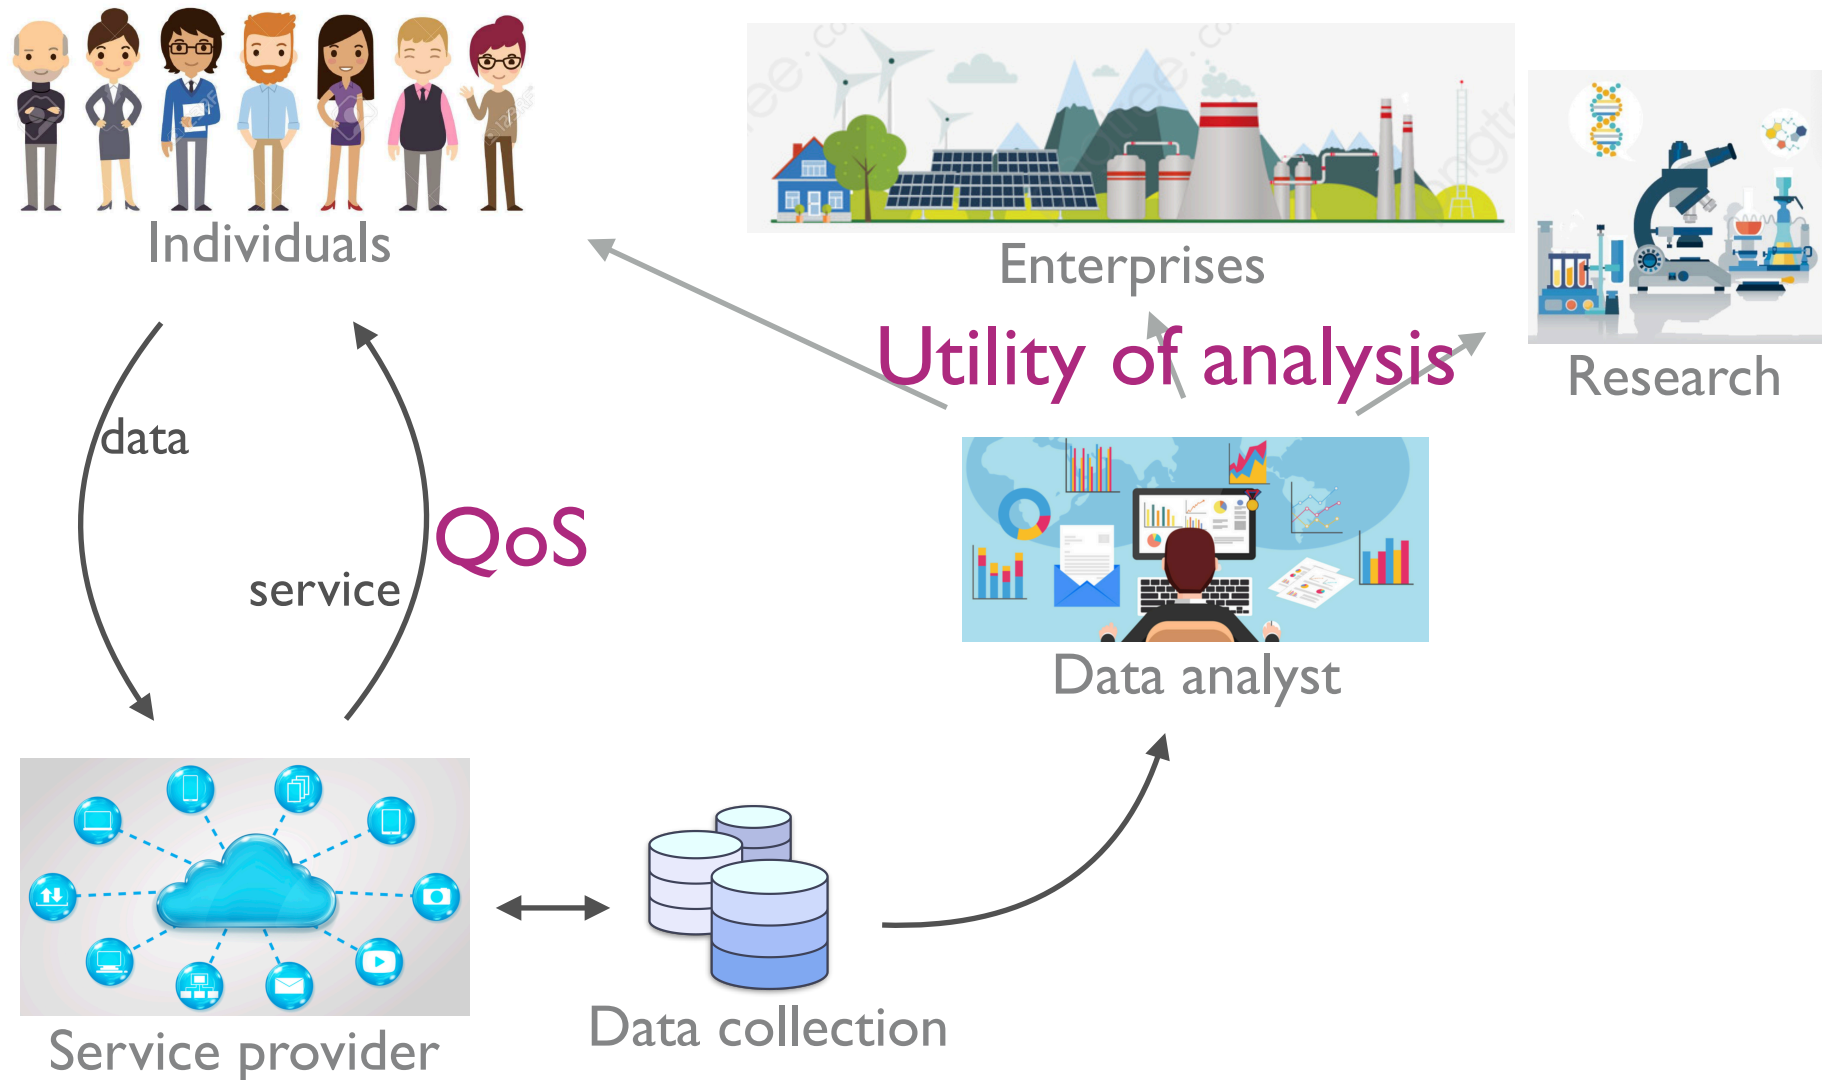 Individuals
Enterprises
Utility of analysis
Research
data
QoS
service
Data analyst
Data collection
Service provider